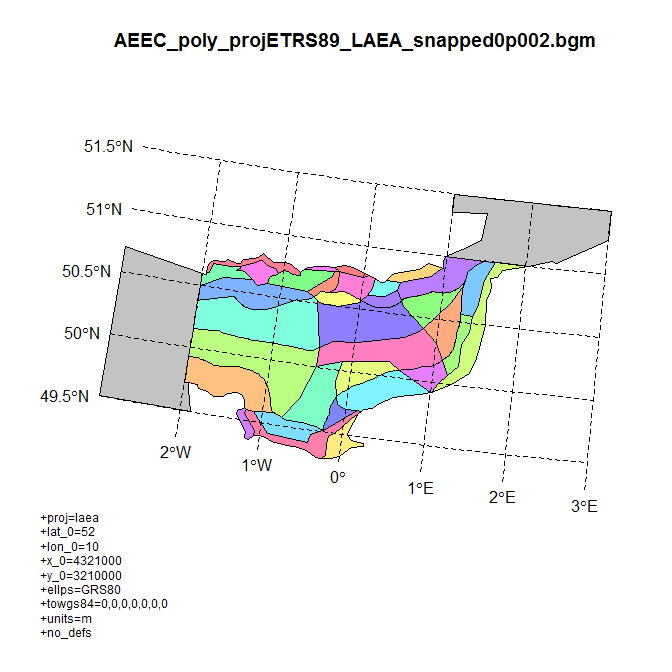 AEEC_poly_projETRS89_LAEA_snapped0p002.bgm
51.5°N
51°N
50.5°N
50°N
49.5°N
2°W
1°W
0°
1°E
2°E
3°E
+proj=laea
+lat_0=52
+lon_0=10
+x_0=4321000
+y_0=3210000
+ellps=GRS80
+towgs84=0,0,0,0,0,0,0
+units=m
+no_defs